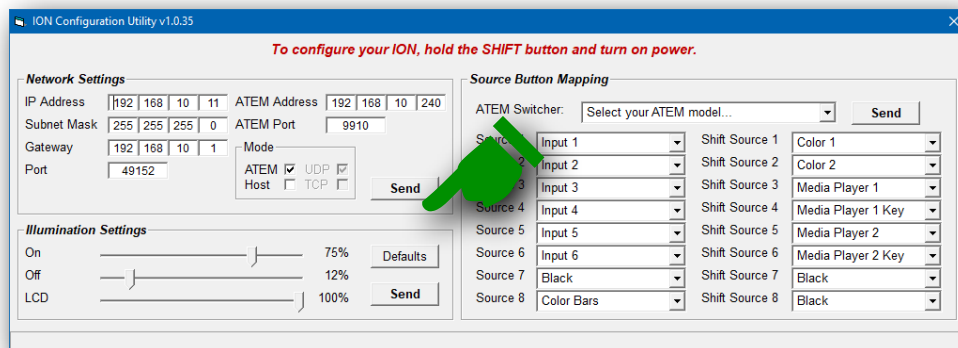 ION Configuration Utility v1.0.35
To configure your ION, hold the SHIFT button and turn on power.
Network Settings
IP Address 192 168 10 11 ATEM Address 192 168 10 240
Subnet Mask 255 255 255 0 ATEM Port 9910
Gateway 192 168 10 1 Mode
Port 49152 ATEM UDP
Host TCP
Send
Illumination Settings
On 75% Defaults
Off 12%
LCD 100% Send
Source Button Mapping
ATEM Switcher: Select your ATEM model... Send
Input 1 Shift Source 1 Color 1
2 Input 2 Shift Source 2 Color 2
3 Input 3 Shift Source 3 Media Player 1
Source 4 Input 4 Shift Source 4 Media Player 1 Key
Source 5 Input 5 Shift Source 5 Media Player 2
Source 6 Input 6 Shift Source 6 Media Player 2 Key
Source 7 Black Shift Source 7 Black
Source 8 Color Bars Shift Source 8 Black